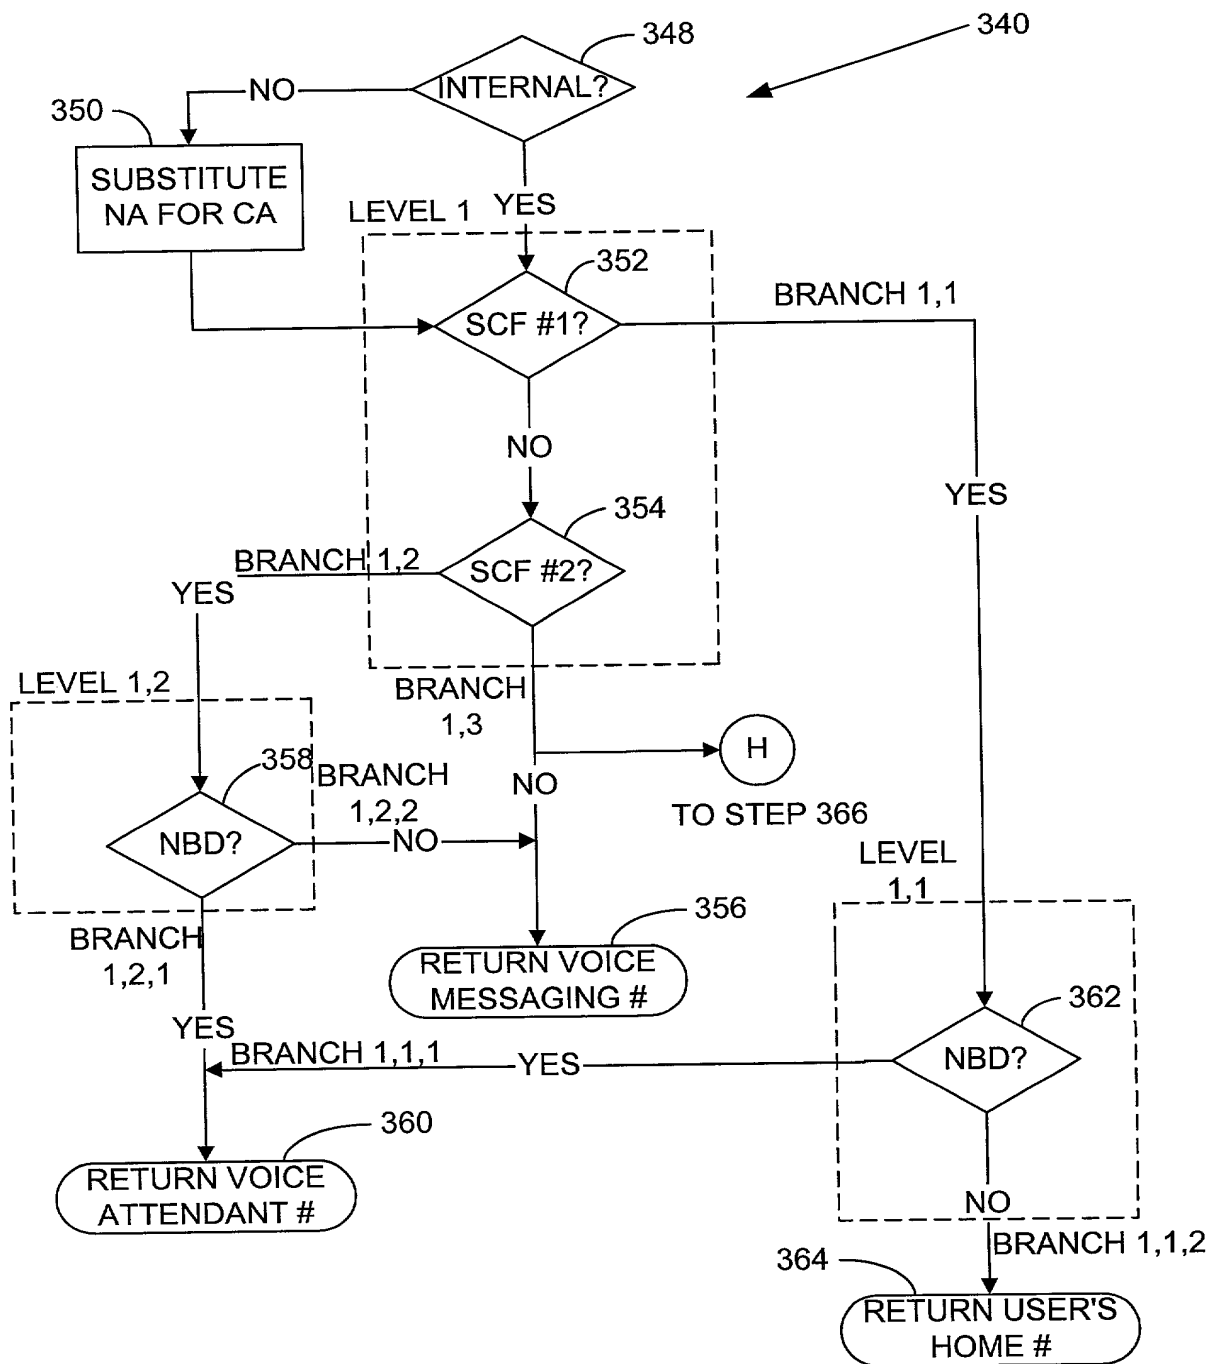 348
340
INTERNAL?
NO
350
SUBSTITUTE
NA FOR CA
YES
LEVEL 1
352
BRANCH 1,1
SCF #1?
NO
YES
354
BRANCH 1,2
SCF #2?
YES
LEVEL 1,2
BRANCH
1,3
H
358
BRANCH
1,2,2
NO
TO STEP 366
NBD?
NO
LEVEL
1,1
356
BRANCH
1,2,1
RETURN VOICE
MESSAGING #
362
YES
BRANCH 1,1,1
YES
NBD?
360
RETURN VOICE
ATTENDANT #
NO
BRANCH 1,1,2
364
RETURN USER'S
HOME #